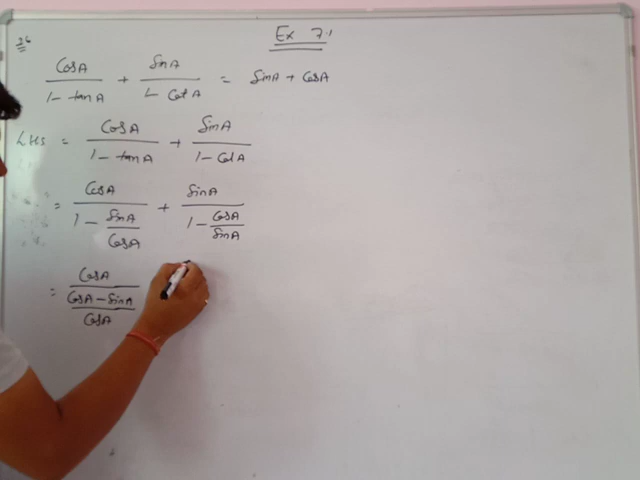 Ex 7.1
CosA / (1 - tanA) + SinA / (1 - CotA) = SinA + CosA
LHS = CosA / (1 - tanA) + SinA / (1 - CotA)
= CosA / (1 - SinA/CosA) + SinA / (1 - CosA/SinA)
= CosA / ((CosA - SinA)/CosA)